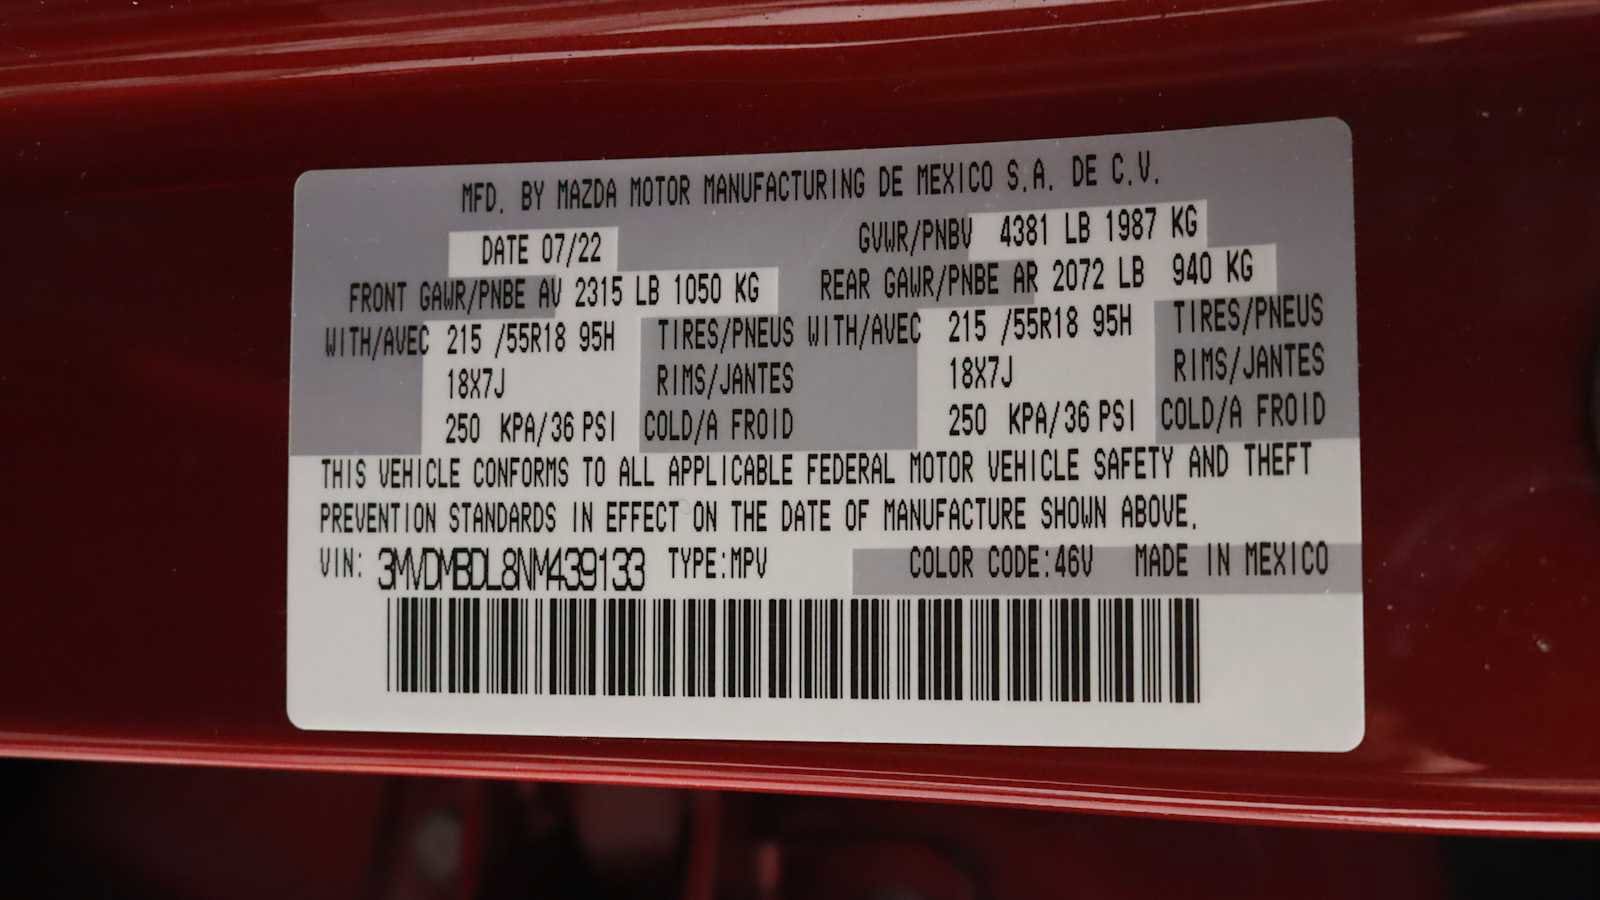 MFD. BY MAZDA MOTOR MANUFACTURING DE MEXICO S.A. DE C.V.
DATE 07/22 GVWR/PNBV 4381 LB 1987 KG
FRONT GAWR/PNBE AV 2315 LB 1050 KG REAR GAWR/PNBE AR 2072 LB 940 KG
WITH/AVEC 215 /55R18 95H TIRES/PNEUS WITH/AVEC 215 /55R18 95H TIRES/PNEUS
18X7J RIMS/JANTES 18X7J RIMS/JANTES
250 KPA/36 PSI COLD/A FROID 250 KPA/36 PSI COLD/A FROID
THIS VEHICLE CONFORMS TO ALL APPLICABLE FEDERAL MOTOR VEHICLE SAFETY AND THEFT
PREVENTION STANDARDS IN EFFECT ON THE DATE OF MANUFACTURE SHOWN ABOVE.
VIN: 3MVDMBDL8NM439133 TYPE:MPV COLOR CODE:46V MADE IN MEXICO